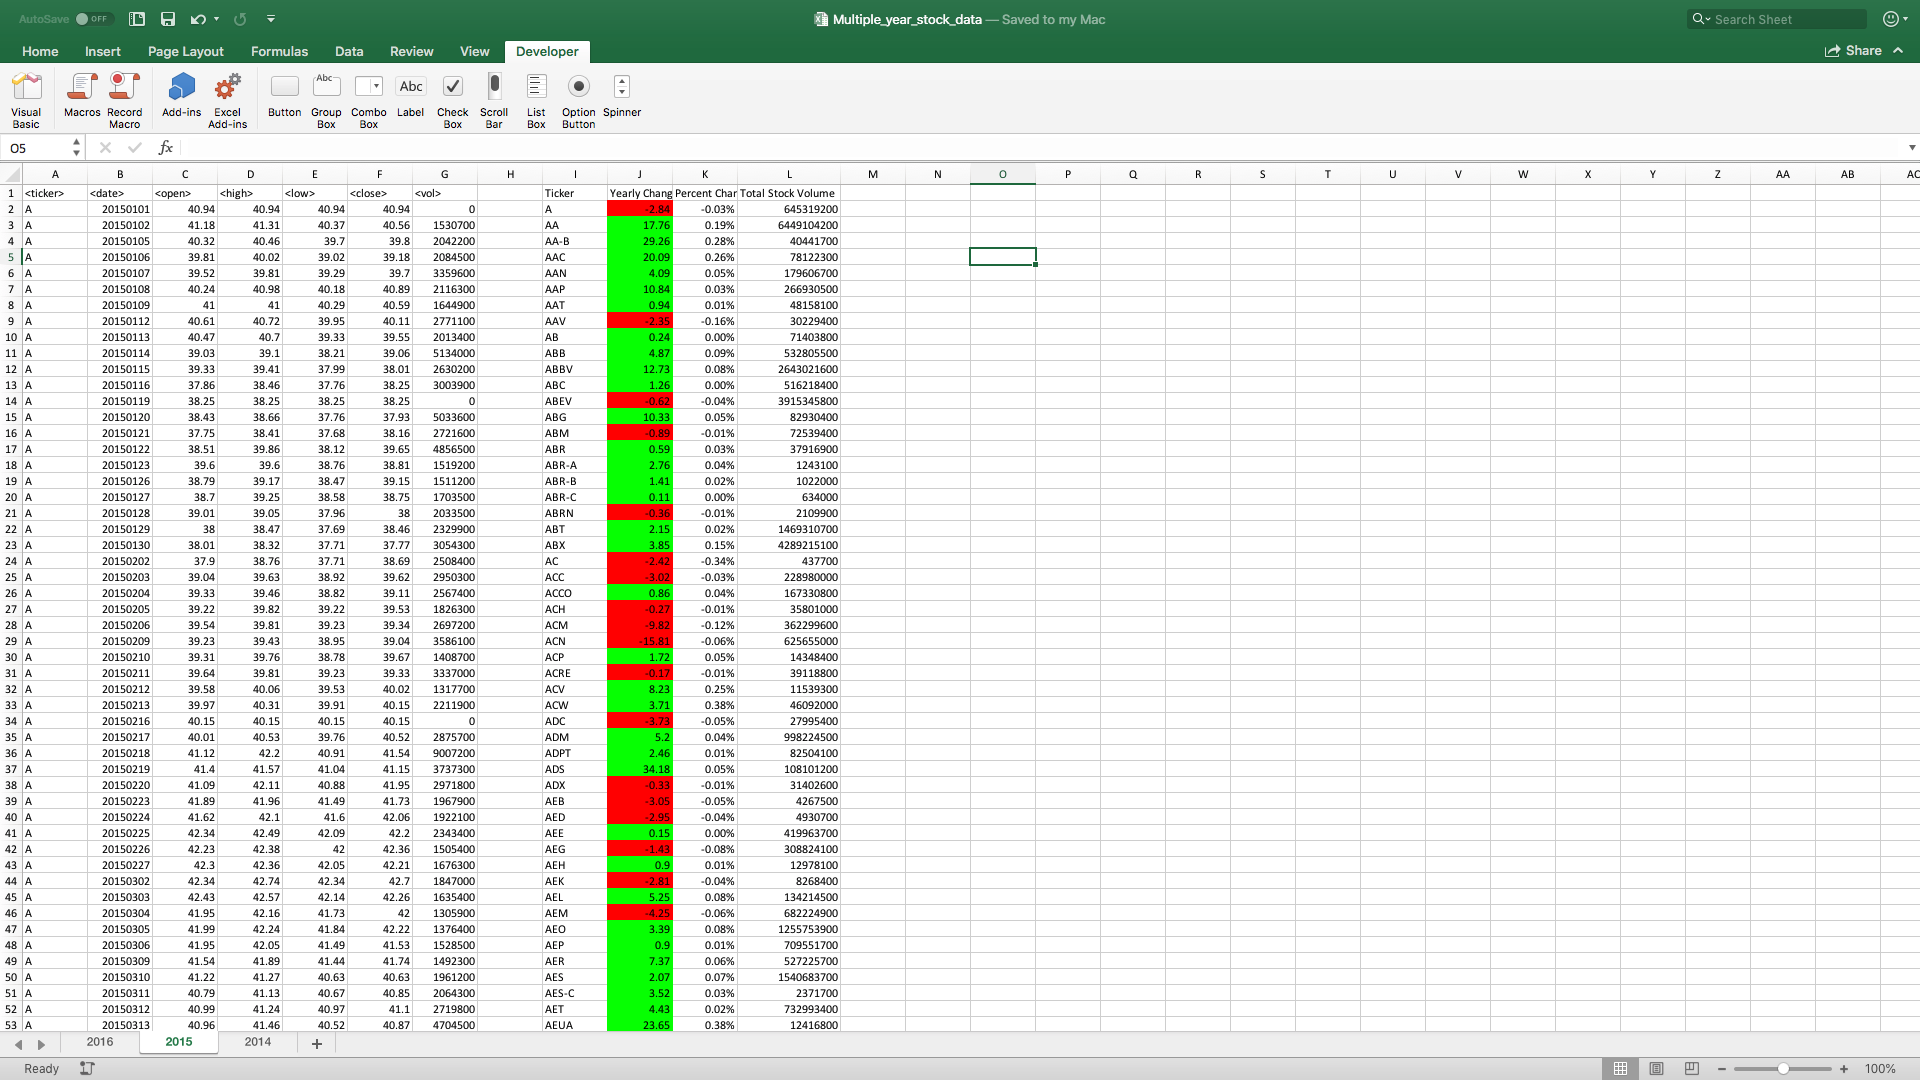 AutoSave OFF Multiple_year_stock_data — Saved to my Mac Search Sheet
Home Insert Page Layout Formulas Data Review View Developer Share
Visual Basic Macros Record Macro Add-ins Excel Add-ins Button Abc Group Box Combo Box Abc Label Check Box Scroll Bar List Box Option Button Spinner
O5 fx
A B C D E F G H I J K L M N O P Q R S T U V W X Y Z AA AB AC
1 <ticker> <date> <open> <high> <low> <close> <vol> Ticker Yearly Chang Percent Char Total Stock Volume
2 A 20150101 40.94 40.94 40.94 40.94 0 A -2.84 -0.03% 645319200
3 A 20150102 41.18 41.31 40.37 40.56 1530700 AA 17.76 0.19% 6449104200
4 A 20150105 40.32 40.46 39.7 39.8 2042200 AA-B 29.26 0.28% 40441700
5 A 20150106 39.81 40.02 39.02 39.18 2084500 AAC 20.09 0.26% 78122300
6 A 20150107 39.52 39.81 39.29 39.7 3359600 AAN 4.09 0.05% 179606700
7 A 20150108 40.24 40.98 40.18 40.89 2116300 AAP 10.84 0.03% 266930500
8 A 20150109 41 41 40.29 40.59 1644900 AAT 0.94 0.01% 48158100
9 A 20150112 40.61 40.72 39.95 40.11 2771100 AAV -2.35 -0.16% 30229400
10 A 20150113 40.47 40.7 39.33 39.55 2013400 AB 0.24 0.00% 71403800
11 A 20150114 39.03 39.1 38.21 39.06 5134000 ABB 4.87 0.09% 532805500
12 A 20150115 39.33 39.41 37.99 38.01 2630200 ABBV 12.73 0.08% 2643021600
13 A 20150116 37.86 38.46 37.76 38.25 3003900 ABC 1.26 0.00% 516218400
14 A 20150119 38.25 38.25 38.25 38.25 0 ABEV -0.62 -0.04% 3915345800
15 A 20150120 38.43 38.66 37.76 37.93 5033600 ABG 10.33 0.05% 82930400
16 A 20150121 37.75 38.41 37.68 38.16 2721600 ABM -0.89 -0.01% 72539400
17 A 20150122 38.51 39.86 38.12 39.65 4856500 ABR 0.59 0.03% 37916900
18 A 20150123 39.6 39.6 38.76 38.81 1519200 ABR-A 2.76 0.04% 1243100
19 A 20150126 38.79 39.17 38.47 39.15 1511200 ABR-B 1.41 0.02% 1022000
20 A 20150127 38.7 39.25 38.58 38.75 1703500 ABR-C 0.11 0.00% 634000
21 A 20150128 39.01 39.05 37.96 38 2033500 ABRN -0.36 -0.01% 2109900
22 A 20150129 38 38.47 37.69 38.46 2329900 ABT 2.15 0.02% 1469310700
23 A 20150130 38.01 38.32 37.71 37.77 3054300 ABX 3.85 0.15% 4289215100
24 A 20150202 37.9 38.76 37.71 38.69 2508400 AC -2.42 -0.34% 437700
25 A 20150203 39.04 39.63 38.92 39.62 2950300 ACC -3.02 -0.03% 228980000
26 A 20150204 39.33 39.46 38.82 39.11 2567400 ACCO 0.86 0.04% 167330800
27 A 20150205 39.22 39.82 39.22 39.53 1826300 ACH -0.27 -0.01% 35801000
28 A 20150206 39.54 39.81 39.23 39.34 2697200 ACM -9.82 -0.12% 362299600
29 A 20150209 39.23 39.43 38.95 39.04 3586100 ACN -15.81 -0.06% 625655000
30 A 20150210 39.31 39.76 38.78 39.67 1408700 ACP 1.72 0.05% 14348400
31 A 20150211 39.64 39.81 39.23 39.33 3337000 ACRE -0.17 -0.01% 39118800
32 A 20150212 39.58 40.06 39.53 40.02 1317700 ACV 8.23 0.25% 11539300
33 A 20150213 39.97 40.31 39.91 40.15 2211900 ACW 3.71 0.38% 46092000
34 A 20150216 40.15 40.15 40.15 40.15 0 ADC -3.73 -0.05% 27995400
35 A 20150217 40.01 40.53 39.76 40.52 2875700 ADM 5.2 0.04% 998224500
36 A 20150218 41.12 42.2 40.91 41.54 9007200 ADPT 2.46 0.01% 82504100
37 A 20150219 41.4 41.57 41.04 41.15 3737300 ADS 34.18 0.05% 108101200
38 A 20150220 41.09 42.11 40.88 41.95 2971800 ADX -0.33 -0.01% 31402600
39 A 20150223 41.89 41.96 41.49 41.73 1967900 AEB -3.05 -0.05% 4267500
40 A 20150224 41.62 42.1 41.6 42.06 1922100 AED -2.95 -0.04% 4930700
41 A 20150225 42.34 42.49 42.09 42.2 2343400 AEE 0.15 0.00% 419963700
42 A 20150226 42.23 42.38 42 42.36 1505400 AEG -1.43 -0.08% 308824100
43 A 20150227 42.3 42.36 42.05 42.21 1676300 AEH 0.9 0.01% 12978100
44 A 20150302 42.34 42.74 42.34 42.7 1847000 AEK -2.81 -0.04% 8268400
45 A 20150303 42.43 42.57 42.14 42.26 1635400 AEL 5.25 0.08% 134214500
46 A 20150304 41.95 42.16 41.73 42 1305900 AEM -4.25 -0.06% 682224900
47 A 20150305 41.99 42.24 41.84 42.22 1376400 AEO 3.39 0.08% 1255753900
48 A 20150306 41.95 42.05 41.49 41.53 1528500 AEP 0.9 0.01% 709551700
49 A 20150309 41.54 41.89 41.44 41.74 1492300 AER 7.37 0.06% 527225700
50 A 20150310 41.22 41.27 40.63 40.63 1961200 AES 2.07 0.07% 1540683700
51 A 20150311 40.79 41.13 40.67 40.85 2064300 AES-C 3.52 0.03% 2371700
52 A 20150312 40.99 41.24 40.97 41.1 2719800 AET 4.43 0.02% 732993400
53 A 20150313 40.96 41.46 40.52 40.87 4704500 AEUA 23.65 0.38% 12416800
2016 2015 2014 +
Ready 100%